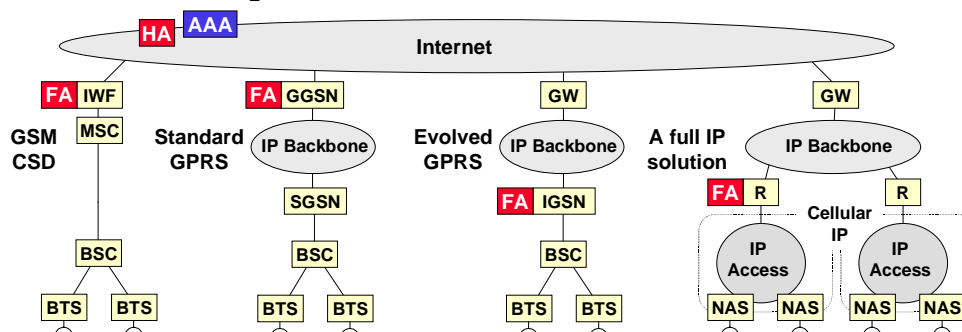 HA
AAA
Internet
FA IWF
FA GGSN
GW
GW
GSM
CSD
MSC
Standard
GPRS
IP Backbone
Evolved
GPRS
IP Backbone
A full IP
solution
IP Backbone
SGSN
FA IGSN
FA R
R
Cellular
IP
BSC
BSC
BSC
IP
Access
IP
Access
BTS
BTS
BTS
BTS
BTS
BTS
NAS
NAS
NAS
NAS